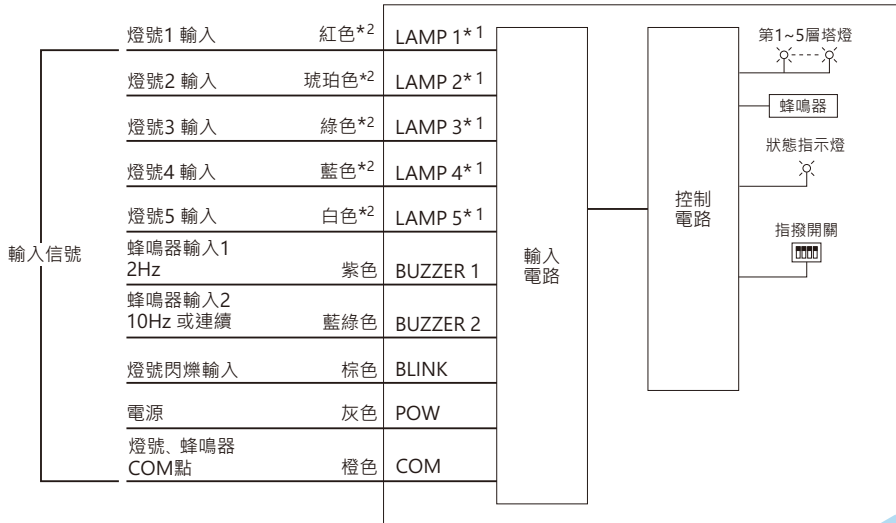 燈號1 輸入 紅色*2 LAMP 1*1
燈號2 輸入 琥珀色*2 LAMP 2*1
燈號3 輸入 綠色*2 LAMP 3*1
燈號4 輸入 藍色*2 LAMP 4*1
燈號5 輸入 白色*2 LAMP 5*1
輸入信號
蜂鳴器輸入1
2Hz 紫色 BUZZER 1
蜂鳴器輸入2
10Hz 或連續 藍綠色 BUZZER 2
燈號閃爍輸入 棕色 BLINK
電源 灰色 POW
燈號、蜂鳴器
COM點 橙色 COM
輸入
電路
控制
電路
第1~5層塔燈
蜂鳴器
狀態指示燈
指撥開關